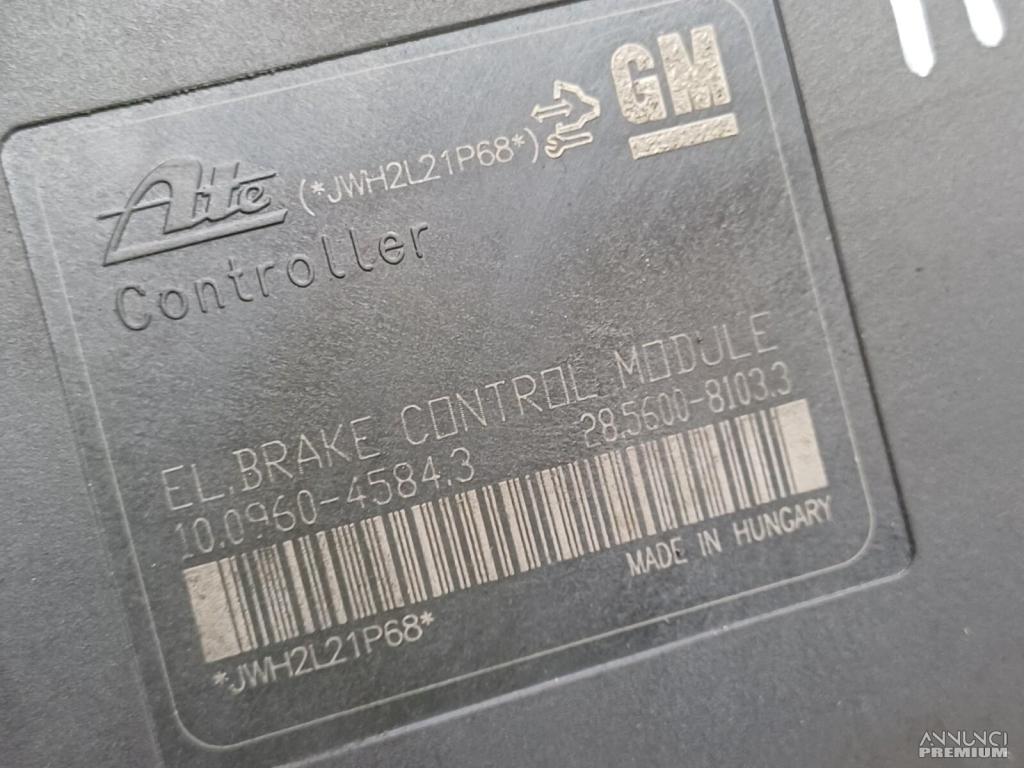 GM
Ate (*JWH2L21P68*)
Controller
EL.BRAKE CONTROL MODULE
10.0960-4584.3 28.5600-8103.3
MADE IN HUNGARY
*JWH2L21P68*
ANNUNCI
PREMIUM